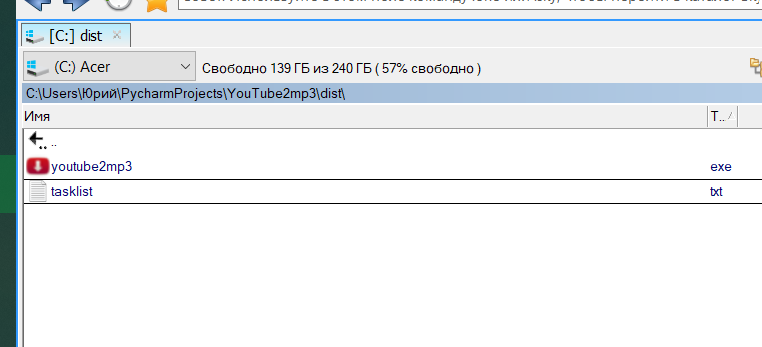 [C:] dist
(C:) Acer
Свободно 139 ГБ из 240 ГБ ( 57% свободно )
C:\Users\Юрий\PycharmProjects\YouTube2mp3\dist\
Имя Т..
..
youtube2mp3 exe
tasklist txt